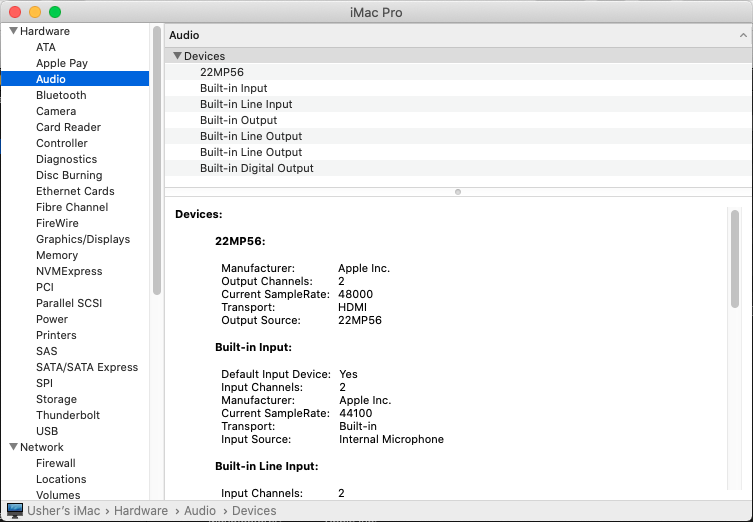 iMac Pro
Hardware
ATA
Apple Pay
Audio
Bluetooth
Camera
Card Reader
Controller
Diagnostics
Disc Burning
Ethernet Cards
Fibre Channel
FireWire
Graphics/Displays
Memory
NVMExpress
PCI
Parallel SCSI
Power
Printers
SAS
SATA/SATA Express
SPI
Storage
Thunderbolt
USB
Network
Firewall
Locations
Volumes
Audio
Devices
22MP56
Built-in Input
Built-in Line Input
Built-in Output
Built-in Line Output
Built-in Line Output
Built-in Digital Output
Devices:
22MP56:
Manufacturer: Apple Inc.
Output Channels: 2
Current SampleRate: 48000
Transport: HDMI
Output Source: 22MP56
Built-in Input:
Default Input Device: Yes
Input Channels: 2
Manufacturer: Apple Inc.
Current SampleRate: 44100
Transport: Built-in
Input Source: Internal Microphone
Built-in Line Input:
Input Channels: 2
Usher's iMac › Hardware › Audio › Devices